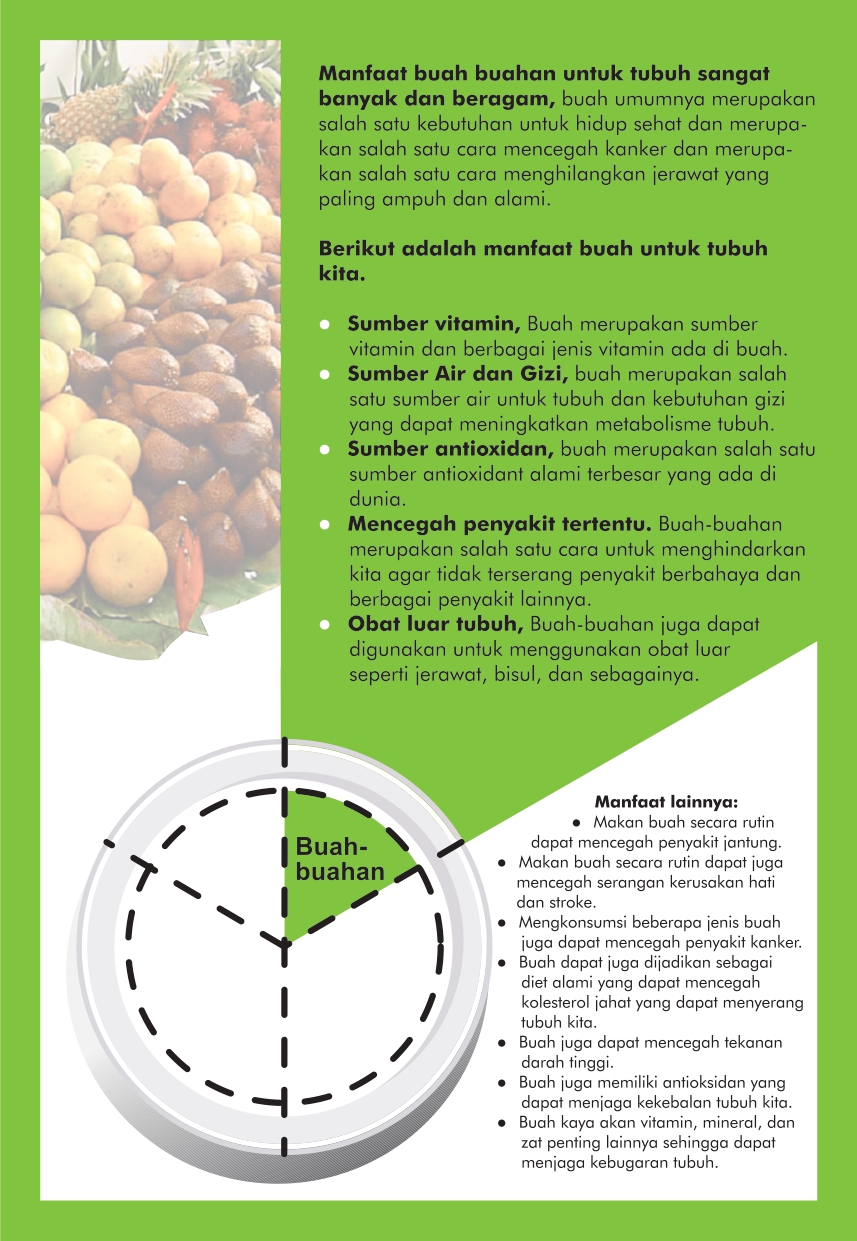 Manfaat buah buahan untuk tubuh sangat
banyak dan beragam, buah umumnya merupakan
salah satu kebutuhan untuk hidup sehat dan merupa-
kan salah satu cara mencegah kanker dan merupa-
kan salah satu cara menghilangkan jerawat yang
paling ampuh dan alami.
Berikut adalah manfaat buah untuk tubuh
kita.
● Sumber vitamin, Buah merupakan sumber
vitamin dan berbagai jenis vitamin ada di buah.
● Sumber Air dan Gizi, buah merupakan salah
satu sumber air untuk tubuh dan kebutuhan gizi
yang dapat meningkatkan metabolisme tubuh.
● Sumber antioxidan, buah merupakan salah satu
sumber antioxidant alami terbesar yang ada di
dunia.
● Mencegah penyakit tertentu. Buah-buahan
merupakan salah satu cara untuk menghindarkan
kita agar tidak terserang penyakit berbahaya dan
berbagai penyakit lainnya.
● Obat luar tubuh, Buah-buahan juga dapat
digunakan untuk menggunakan obat luar
seperti jerawat, bisul, dan sebagainya.
Buah-
buahan
Manfaat lainnya:
● Makan buah secara rutin
dapat mencegah penyakit jantung.
● Makan buah secara rutin dapat juga
mencegah serangan kerusakan hati
dan stroke.
● Mengkonsumsi beberapa jenis buah
juga dapat mencegah penyakit kanker.
● Buah dapat juga dijadikan sebagai
diet alami yang dapat mencegah
kolesterol jahat yang dapat menyerang
tubuh kita.
● Buah juga dapat mencegah tekanan
darah tinggi.
● Buah juga memiliki antioksidan yang
dapat menjaga kekebalan tubuh kita.
● Buah kaya akan vitamin, mineral, dan
zat penting lainnya sehingga dapat
menjaga kebugaran tubuh.